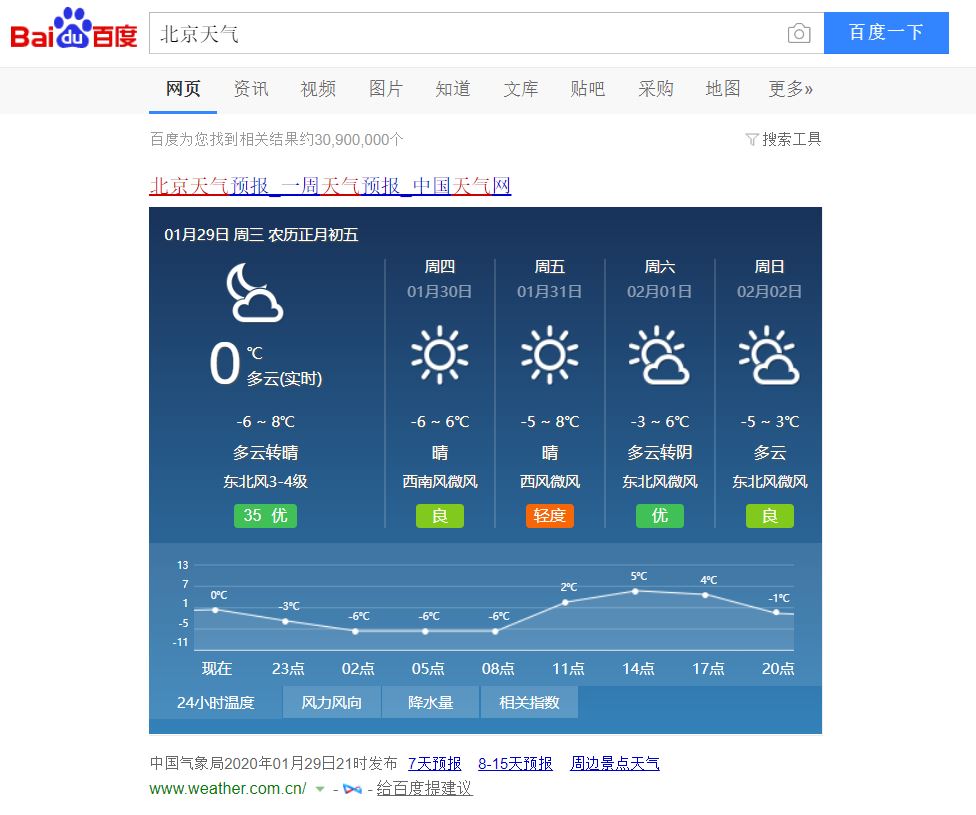 Bai du 百度 北京天气 百度一下
网页 资讯 视频 图片 知道 文库 贴吧 采购 地图 更多»
百度为您找到相关结果约30,900,000个 搜索工具
北京天气预报_一周天气预报_中国天气网
01月29日 周三 农历正月初五
0
℃
多云(实时)
-6 ~ 8℃
多云转晴
东北风3-4级
35 优
周四
01月30日
-6 ~ 6℃
晴
西南风微风
良
周五
01月31日
-5 ~ 8℃
晴
西风微风
轻度
周六
02月01日
-3 ~ 6℃
多云转阴
东北风微风
优
周日
02月02日
-5 ~ 3℃
多云
东北风微风
良
13
7
1
-5
-11
0℃ -3℃ -6℃ -6℃ -6℃ 2℃ 5℃ 4℃ -1℃
现在 23点 02点 05点 08点 11点 14点 17点 20点
24小时温度 风力风向 降水量 相关指数
中国气象局2020年01月29日21时发布 7天预报 8-15天预报 周边景点天气
www.weather.com.cn/ - - 给百度提建议